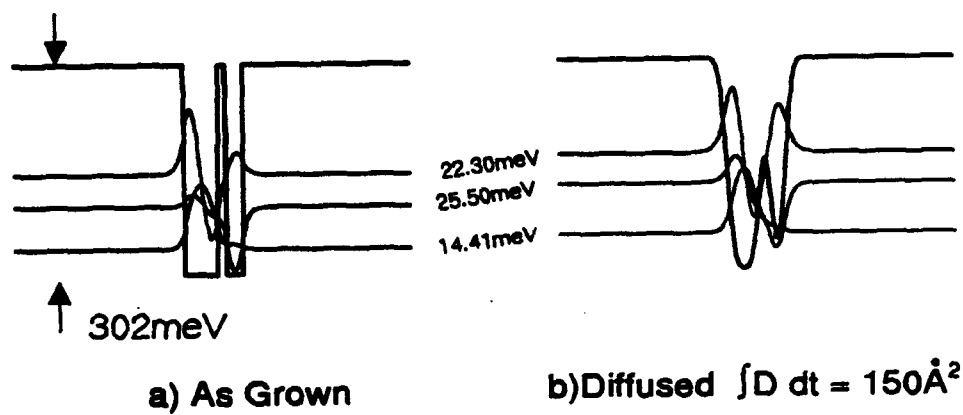 22.30meV
25.50meV
14.41meV
302meV
a) As Grown
b)Diffused ∫D dt = 150Å²